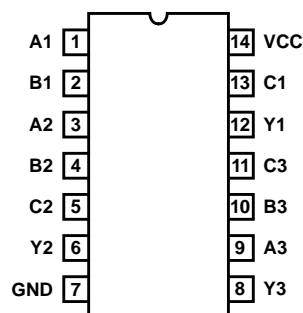 A1 1 14 VCC
B1 2 13 C1
A2 3 12 Y1
B2 4 11 C3
C2 5 10 B3
Y2 6 9 A3
GND 7 8 Y3